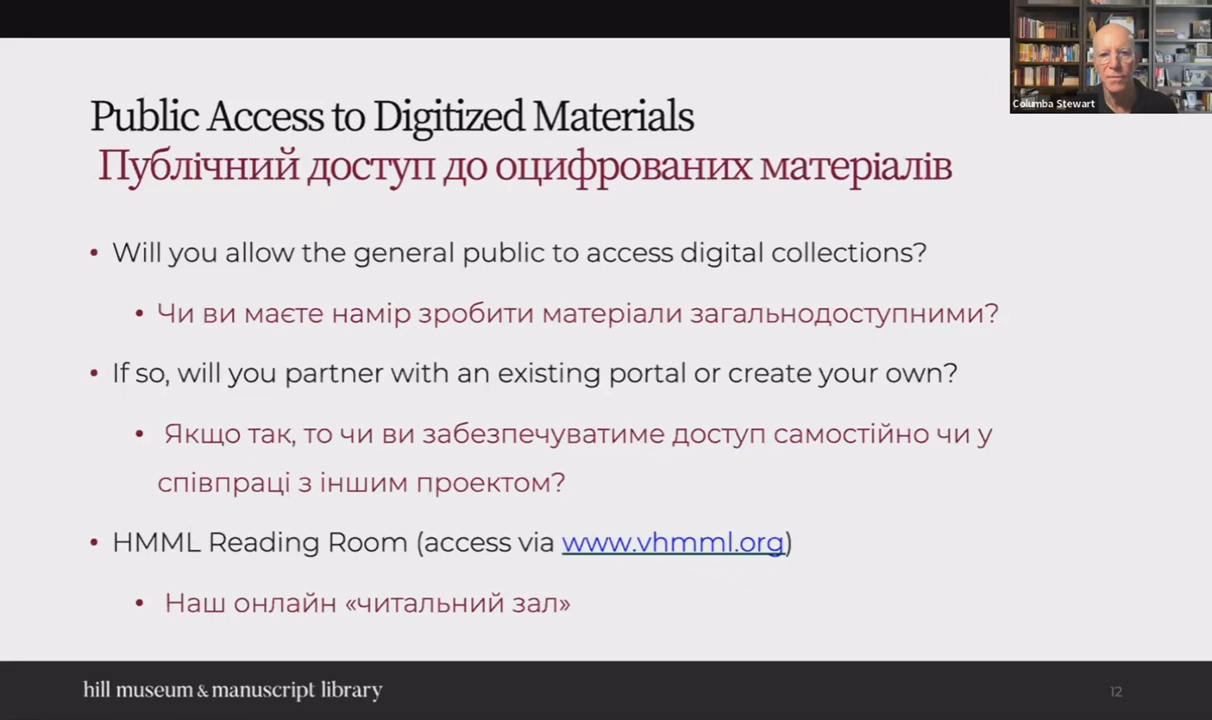 Columba Stewart
Public Access to Digitized Materials
Публічний доступ до оцифрованих матеріалів
• Will you allow the general public to access digital collections?
• Чи ви маєте намір зробити матеріали загальнодоступними?
• If so, will you partner with an existing portal or create your own?
• Якщо так, то чи ви забезпечуватиме доступ самостійно чи у
співпраці з іншим проектом?
• HMML Reading Room (access via www.vhmml.org)
• Наш онлайн «читальний зал»
hill museum & manuscript library
12